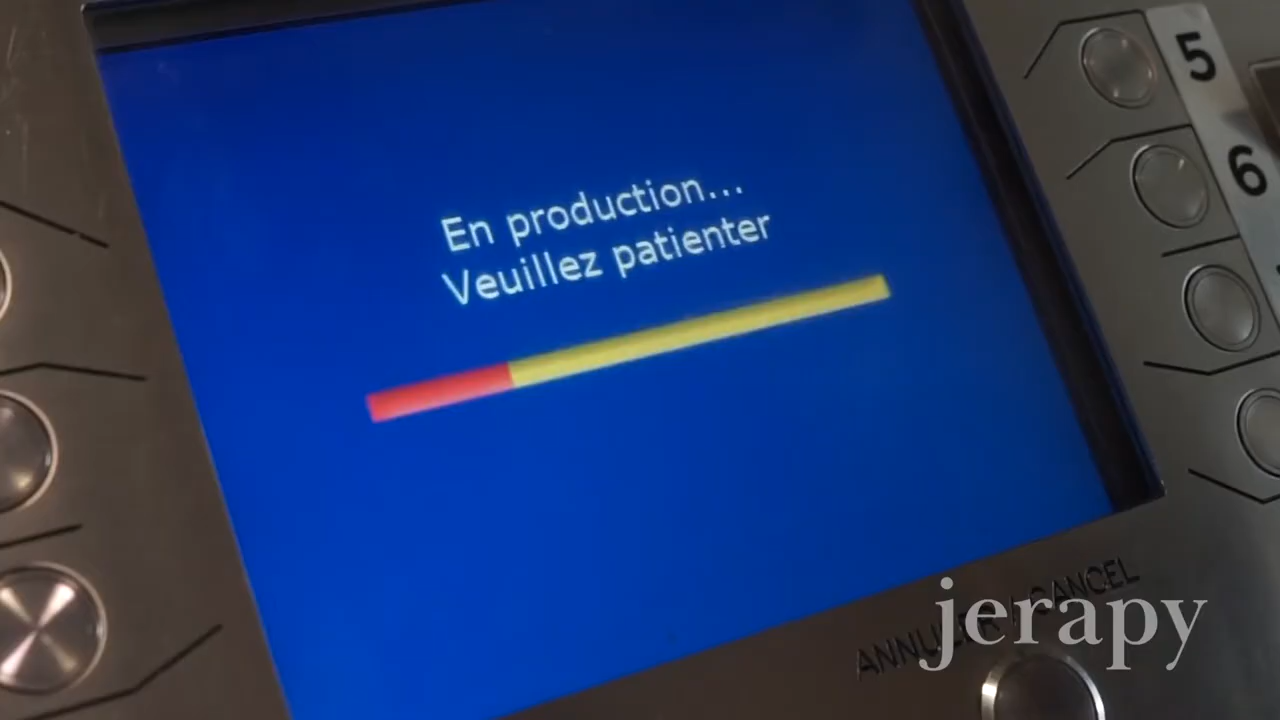 5
6
En production...
Veuillez patienter
ANNULER / CANCEL
jerapy